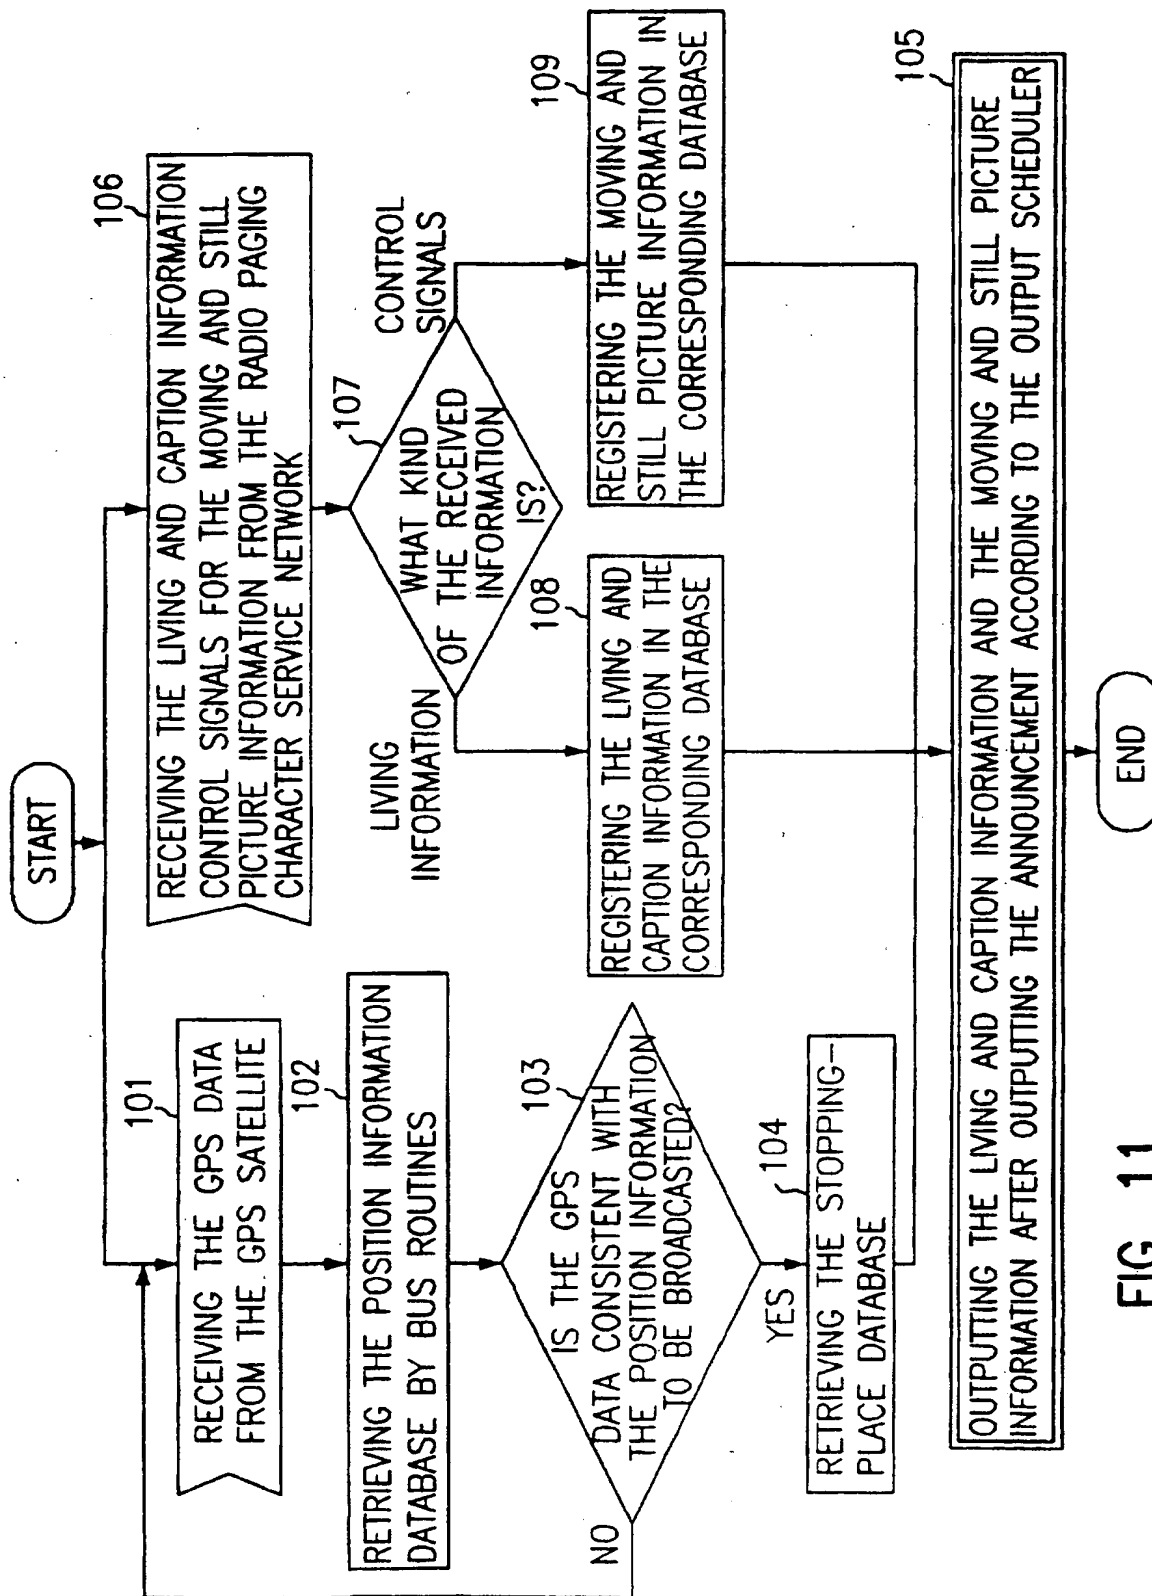 START
101
RECEIVING THE GPS DATA
FROM THE GPS SATELLITE
102
RETRIEVING THE POSITION INFORMATION
DATABASE BY BUS ROUTINES
103
IS THE GPS
DATA CONSISTENT WITH
THE POSITION INFORMATION
TO BE BROADCASTED?
NO
YES
104
RETRIEVING THE STOPPING-
PLACE DATABASE
106
RECEIVING THE LIVING AND CAPTION INFORMATION
CONTROL SIGNALS FOR THE MOVING AND STILL
PICTURE INFORMATION FROM THE RADIO PAGING
CHARACTER SERVICE NETWORK
107
WHAT KIND
OF THE RECEIVED
INFORMATION
IS?
LIVING
INFORMATION
CONTROL
SIGNALS
108
REGISTERING THE LIVING AND
CAPTION INFORMATION IN THE
CORRESPONDING DATABASE
109
REGISTERING THE MOVING AND
STILL PICTURE INFORMATION IN
THE CORRESPONDING DATABASE
105
OUTPUTTING THE LIVING AND CAPTION INFORMATION AND THE MOVING AND STILL PICTURE
INFORMATION AFTER OUTPUTING THE ANNOUNCEMENT ACCORDING TO THE OUTPUT SCHEDULER
END
FIG_11